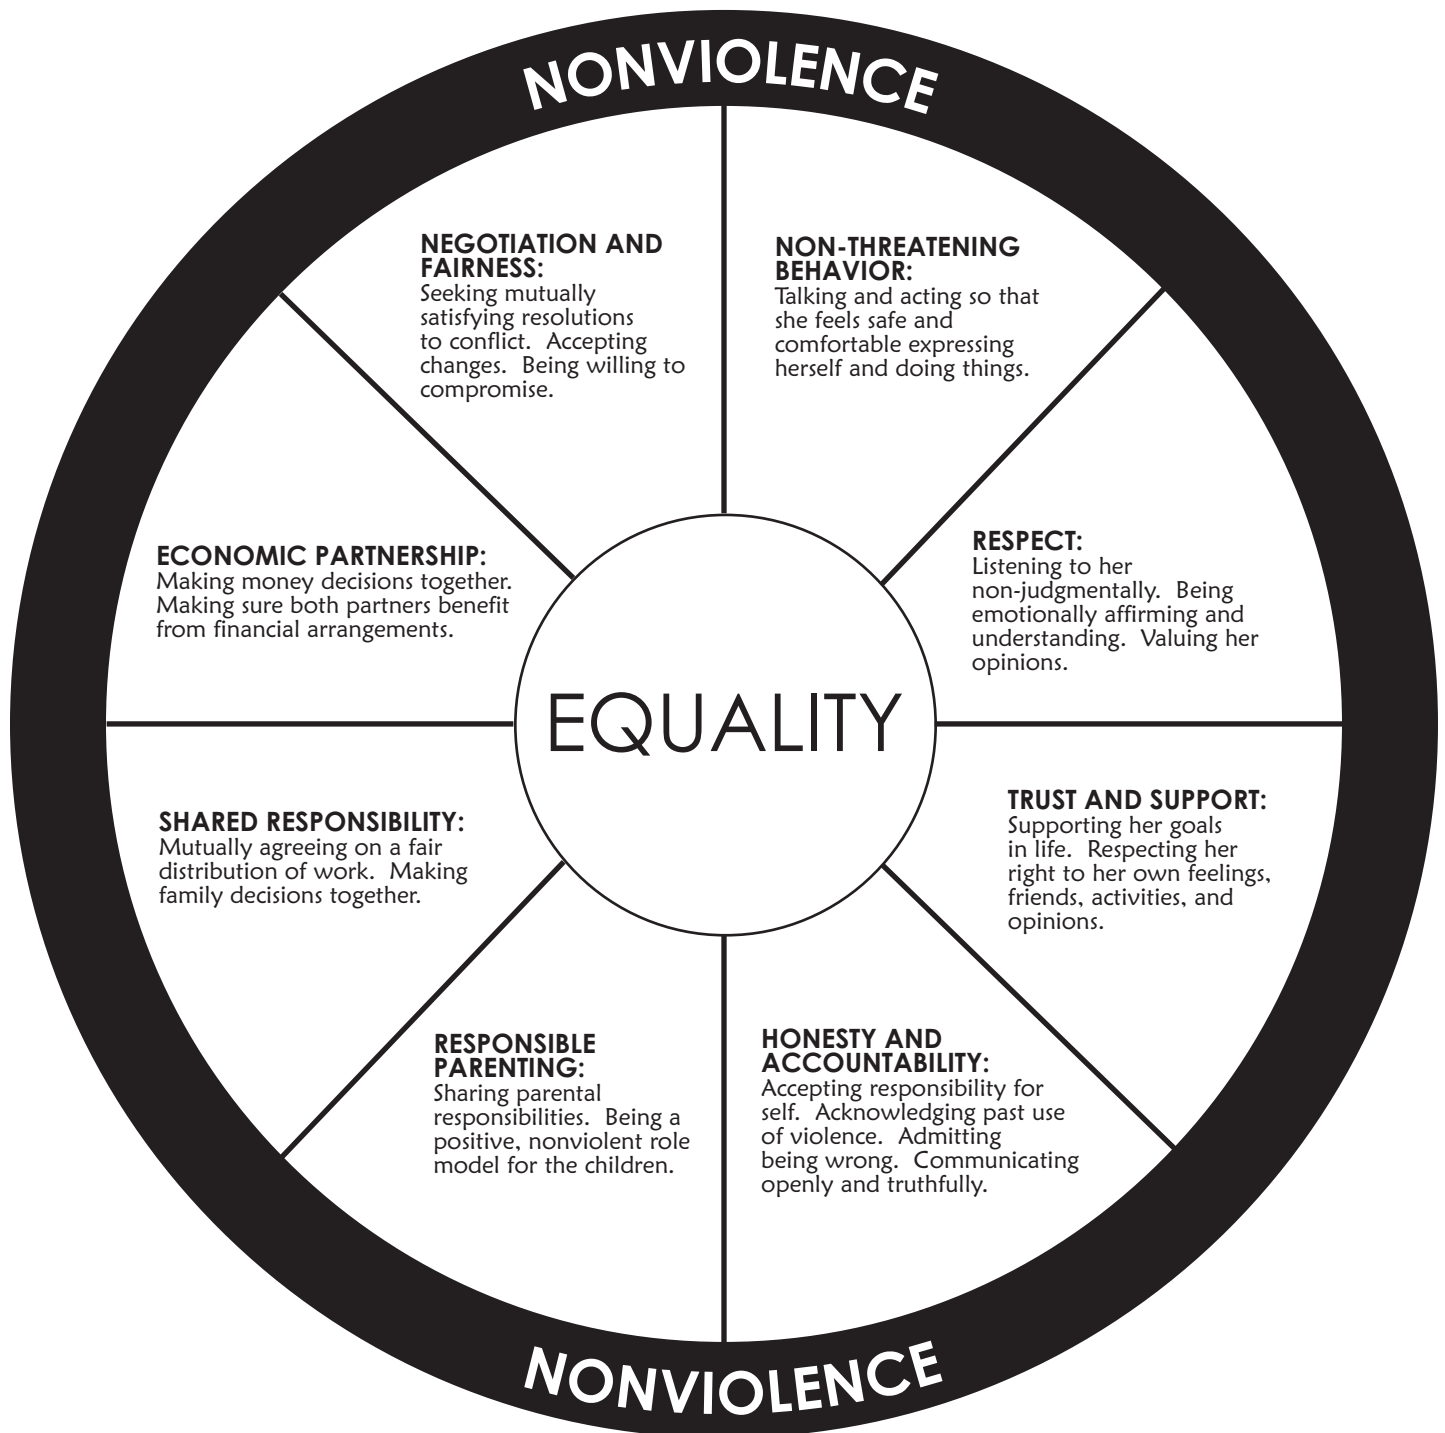 NONVIOLENCE
NEGOTIATION AND
FAIRNESS:
Seeking mutually
satisfying resolutions
to conflict.  Accepting
changes.  Being willing to
compromise.
NON-THREATENING
BEHAVIOR:
Talking and acting so that
she feels safe and
comfortable expressing
herself and doing things.
ECONOMIC PARTNERSHIP:
Making money decisions together.
Making sure both partners benefit
from financial arrangements.
RESPECT:
Listening to her
non-judgmentally.  Being
emotionally affirming and
understanding.  Valuing her
opinions.
EQUALITY
SHARED RESPONSIBILITY:
Mutually agreeing on a fair
distribution of work.  Making
family decisions together.
TRUST AND SUPPORT:
Supporting her goals
in life.  Respecting her
right to her own feelings,
friends, activities, and
opinions.
RESPONSIBLE
PARENTING:
Sharing parental
responsibilities.  Being a
positive, nonviolent role
model for the children.
HONESTY AND
ACCOUNTABILITY:
Accepting responsibility for
self.  Acknowledging past use
of violence.  Admitting
being wrong.  Communicating
openly and truthfully.
NONVIOLENCE